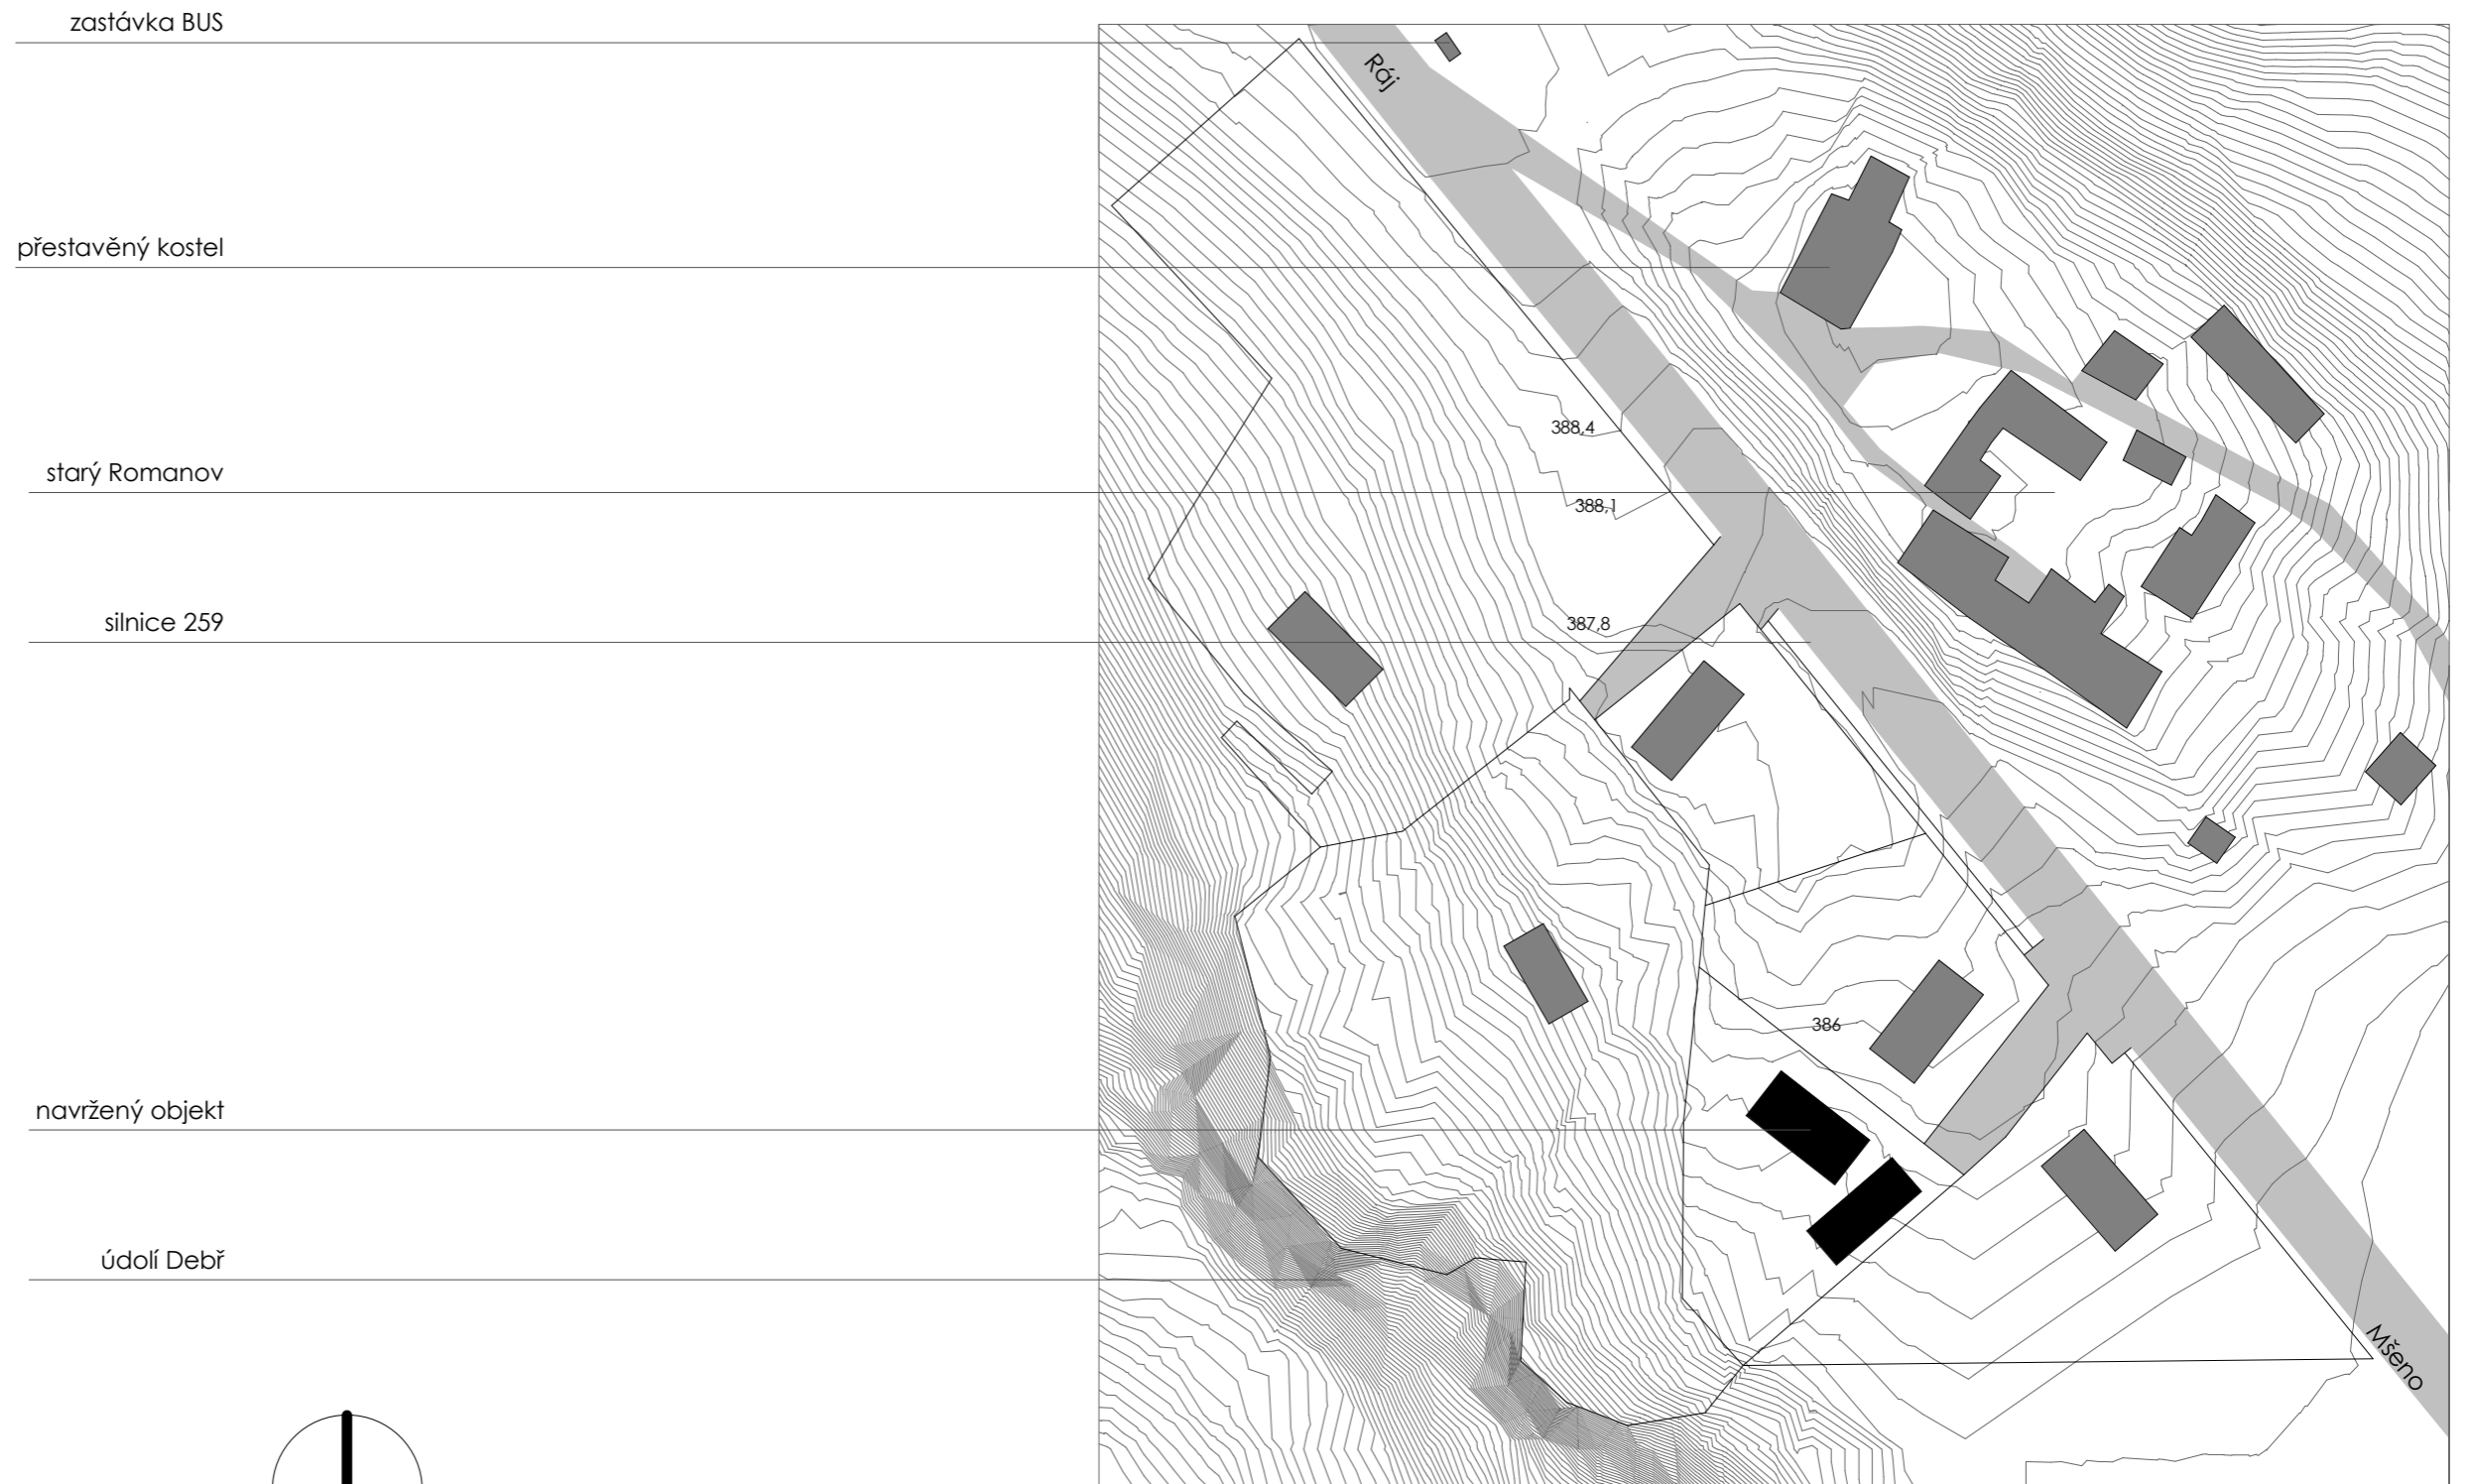 zastávka BUS
Ráj
přestavěný kostel
388,4
starý Romanov
388,1
silnice 259
387,8
386
navržený objekt
údolí Debř
Mšeno